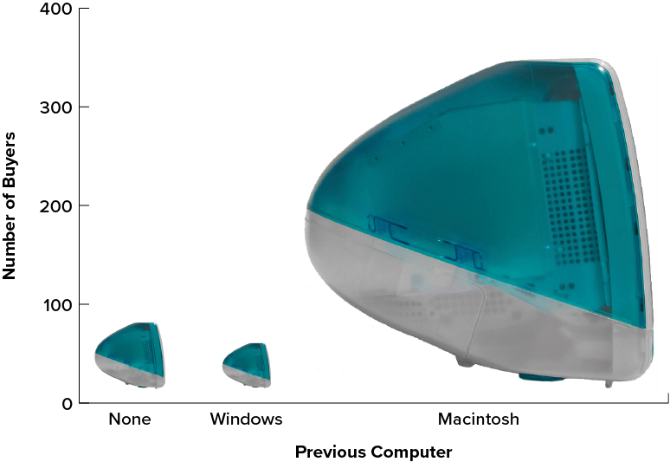 400
300
200
100
0
Number of Buyers
None
Windows
Macintosh
Previous Computer